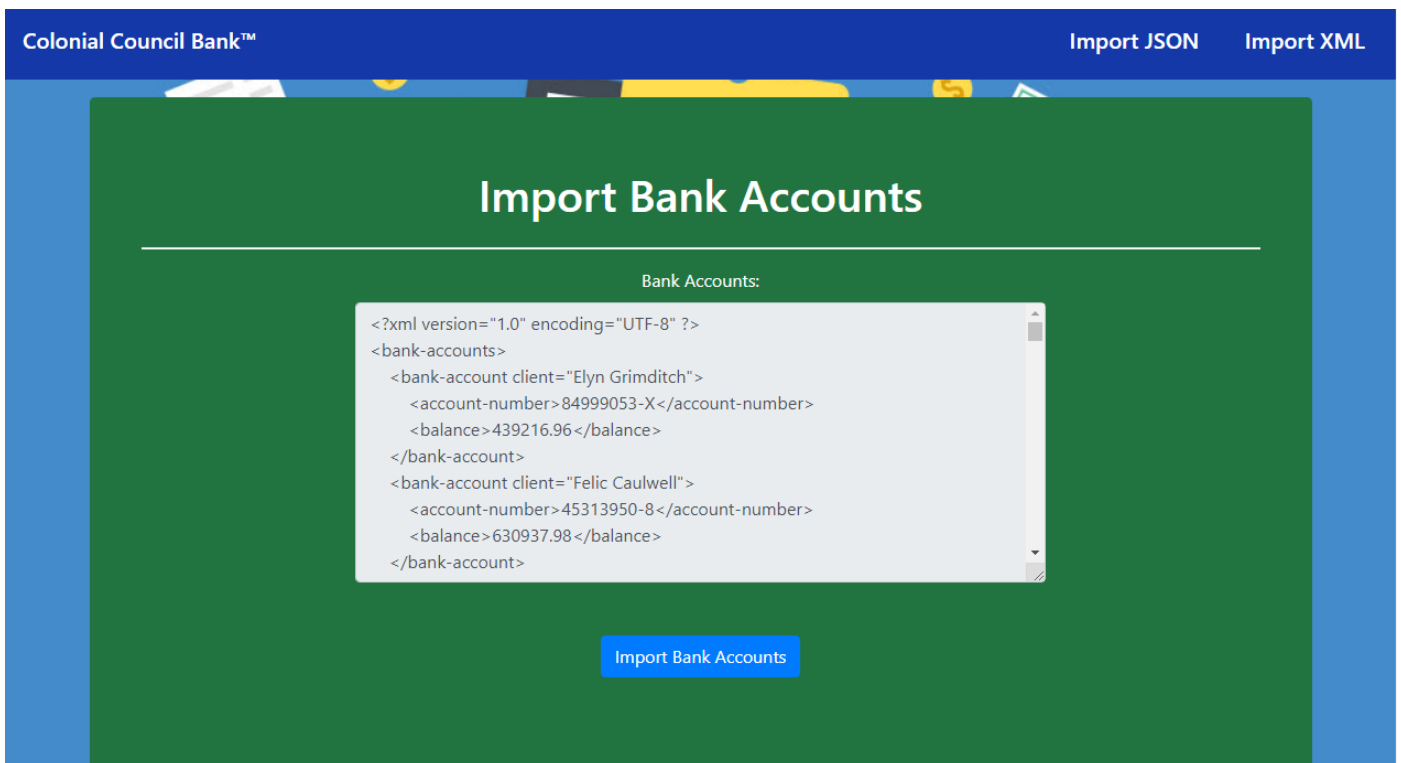 Colonial Council Bank™ Import JSON Import XML
Import Bank Accounts
Bank Accounts:
<?xml version="1.0" encoding="UTF-8" ?>
<bank-accounts>
<bank-account client="Elyn Grimditch">
<account-number>84999053-X</account-number>
<balance>439216.96</balance>
</bank-account>
<bank-account client="Felic Caulwell">
<account-number>45313950-8</account-number>
<balance>630937.98</balance>
</bank-account>
Import Bank Accounts